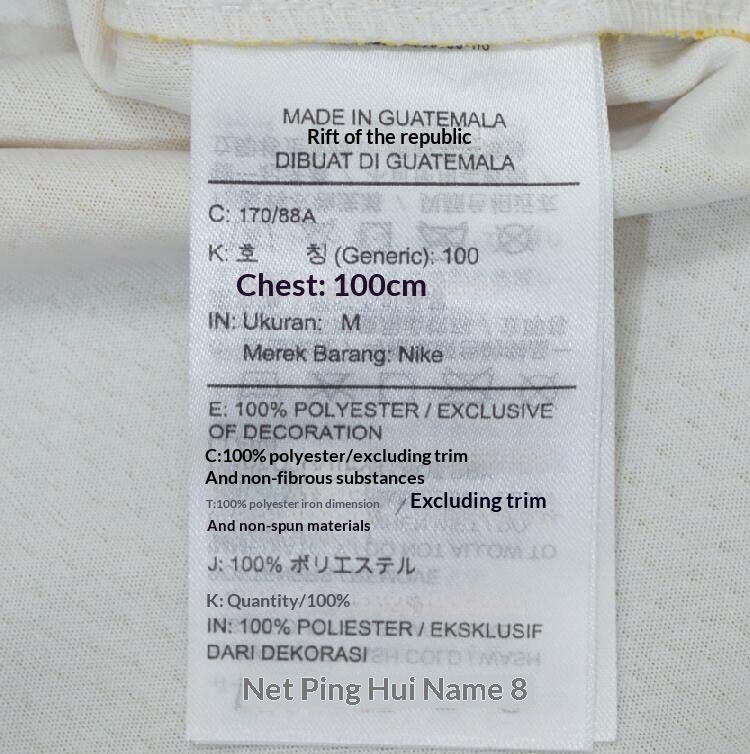 MADE IN GUATEMALA
Rift of the republic
DIBUAT DI GUATEMALA
C: 170/88A
K: 호 칭 (Generic): 100
Chest: 100cm
IN: Ukuran: M
Merek Barang: Nike
E: 100% POLYESTER / EXCLUSIVE
OF DECORATION
C:100% polyester/excluding trim
And non-fibrous substances
T:100% polyester iron dimension / Excluding trim
And non-spun materials
J: 100% ポリエステル
K: Quantity/100%
IN: 100% POLIESTER / EKSKLUSIF
DARI DEKORASI
Net Ping Hui Name 8